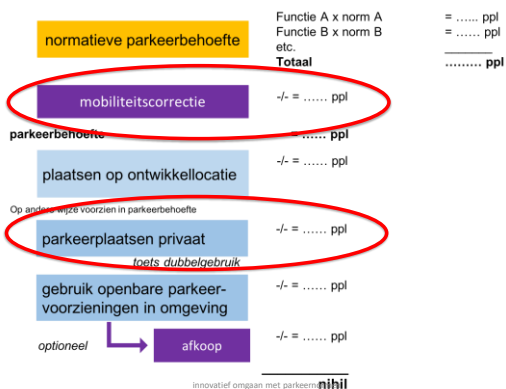 normatieve parkeerbehoefte
Functie A x norm A = …... ppl
Functie B x norm B = …… ppl
etc.
Totaal ……… ppl
mobiliteitscorrectie -/- = …… ppl
parkeerbehoefte = …… ppl
plaatsen op ontwikkellocatie -/- = …… ppl
Op andere wijze voorzien in parkeerbehoefte
parkeerplaatsen privaat -/- = …… ppl
toets dubbelgebruik
gebruik openbare parkeer-
voorzieningen in omgeving -/- = …… ppl
optioneel afkoop -/- = …… ppl
nihil
innovatief omgaan met